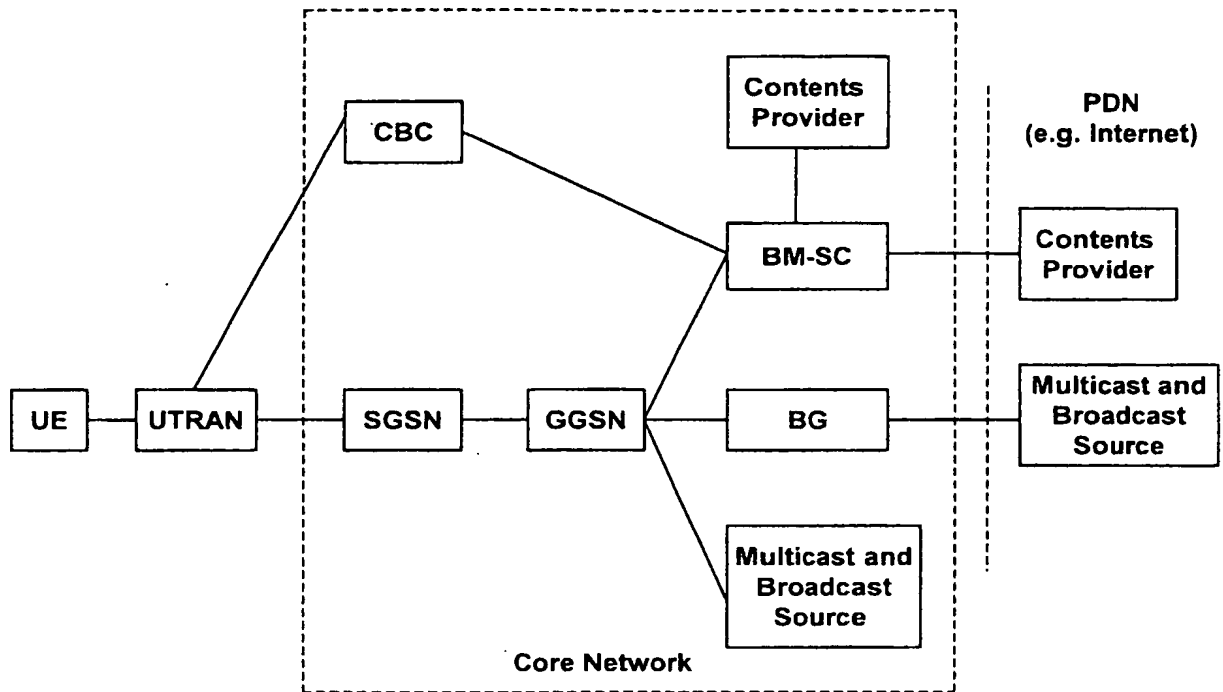 Contents
Provider
PDN
(e.g. Internet)
CBC
BM-SC
Contents
Provider
UE
UTRAN
SGSN
GGSN
BG
Multicast and
Broadcast
Source
Multicast and
Broadcast
Source
Core Network